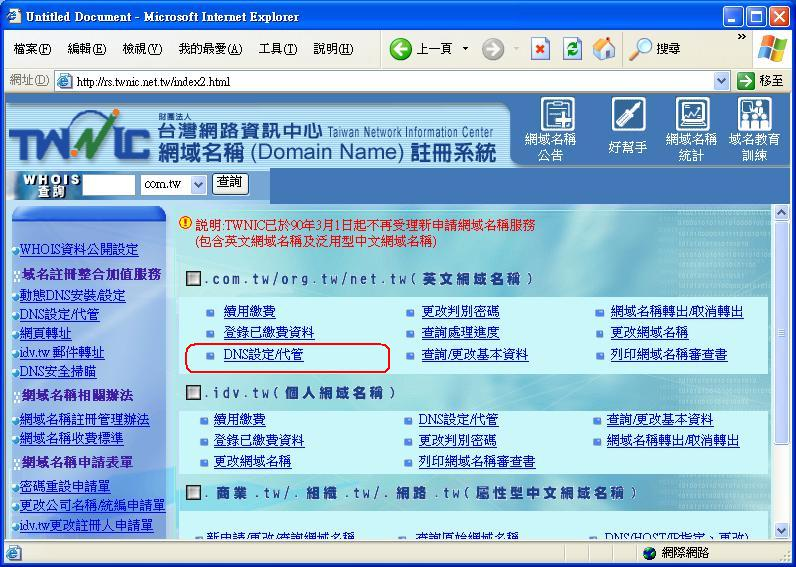 Untitled Document - Microsoft Internet Explorer
檔案(F) 編輯(E) 檢視(V) 我的最愛(A) 工具(T) 說明(H) 上一頁 搜尋 »
網址(D) http://rs.twnic.net.tw/index2.html 移至
TWNIC 財團法人 台灣網路資訊中心 Taiwan Network Information Center
網域名稱 (Domain Name) 註冊系統
網域名稱公告 好幫手 網域名稱統計 域名教育訓練
WHOIS 查詢 com.tw 查詢
WHOIS資料公開設定
域名註冊整合加值服務
動態DNS安裝/設定
DNS設定/代管
網頁轉址
idv.tw 郵件轉址
DNS安全掃瞄
網域名稱相關辦法
網域名稱註冊管理辦法
網域名稱收費標準
網域名稱申請表單
密碼重設申請單
更改公司名稱/統編申請單
idv.tw更改註冊人申請單
說明:TWNIC已於90年3月1日起不再受理新申請網域名稱服務
(包含英文網域名稱及泛用型中文網域名稱)
.com.tw/org.tw/net.tw(英文網域名稱)
續用繳費 更改判別密碼 網域名稱轉出/取消轉出
登錄已繳費資料 查詢處理進度 更改網域名稱
DNS設定/代管 查詢/更改基本資料 列印網域名稱審查書
.idv.tw(個人網域名稱)
續用繳費 DNS設定/代管 查詢/更改基本資料
登錄已繳費資料 更改判別密碼 網域名稱轉出/取消轉出
更改網域名稱 列印網域名稱審查書
.商業.tw/.組織.tw/.網路.tw(屬性型中文網域名稱)
新申請/更改/查詢網域名稱 查詢原始網域名稱 DNS/HOST/IP指定、更改)
網際網路